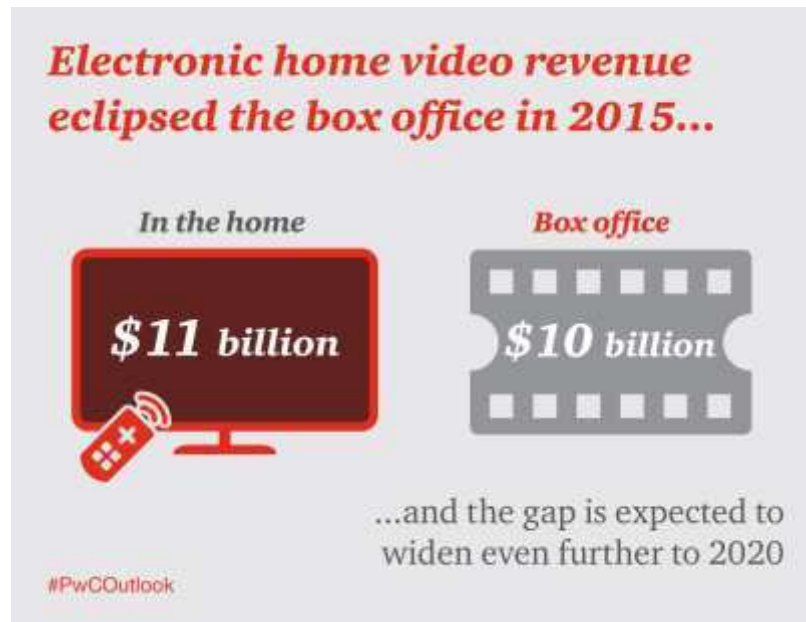 Electronic home video revenue
eclipsed the box office in 2015...
In the home
Box office
$11 billion
$10 billion
...and the gap is expected to
widen even further to 2020
#PwCOutlook